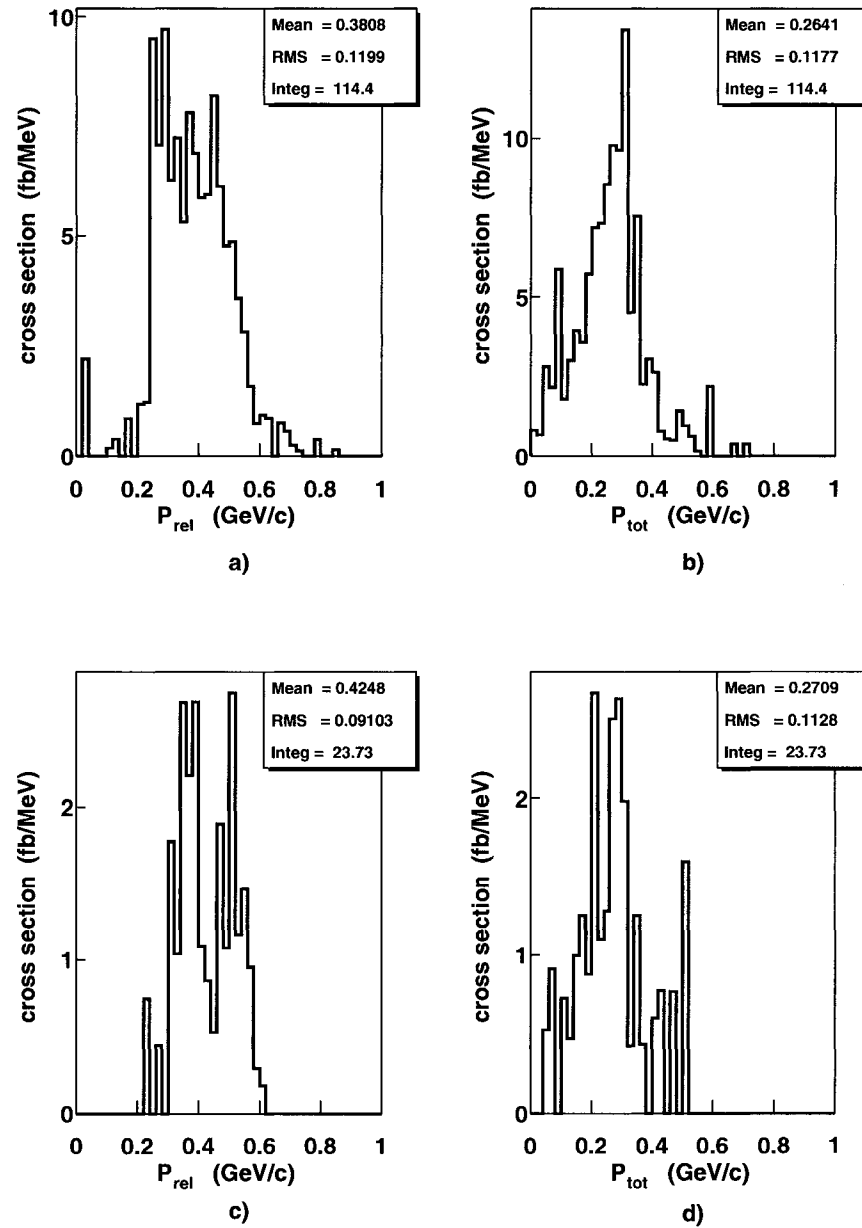 Mean = 0.3808
RMS = 0.1199
Integ = 114.4
10
5
0
cross section (fb/MeV)
0 0.2 0.4 0.6 0.8 1
P_rel (GeV/c)
a)
Mean = 0.2641
RMS = 0.1177
Integ = 114.4
10
5
0
cross section (fb/MeV)
0 0.2 0.4 0.6 0.8 1
P_tot (GeV/c)
b)
Mean = 0.4248
RMS = 0.09103
Integ = 23.73
2
1
0
cross section (fb/MeV)
0 0.2 0.4 0.6 0.8 1
P_rel (GeV/c)
c)
Mean = 0.2709
RMS = 0.1128
Integ = 23.73
2
1
0
cross section (fb/MeV)
0 0.2 0.4 0.6 0.8 1
P_tot (GeV/c)
d)